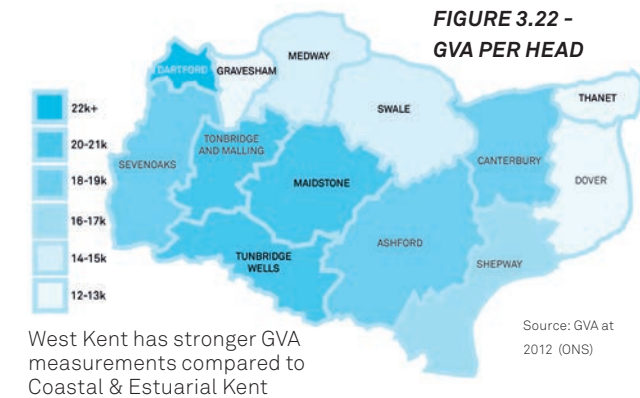 FIGURE 3.22 -
GVA PER HEAD
MEDWAY
DARTFORD
GRAVESHAM
THANET
22k+
SWALE
20-21k
TONBRIDGE
AND MALLING
SEVENOAKS
CANTERBURY
18-19k
MAIDSTONE
DOVER
16-17k
ASHFORD
14-15k
TUNBRIDGE
WELLS
SHEPWAY
12-13k
West Kent has stronger GVA
measurements compared to
Coastal & Estuarial Kent
Source: GVA at
2012 (ONS)